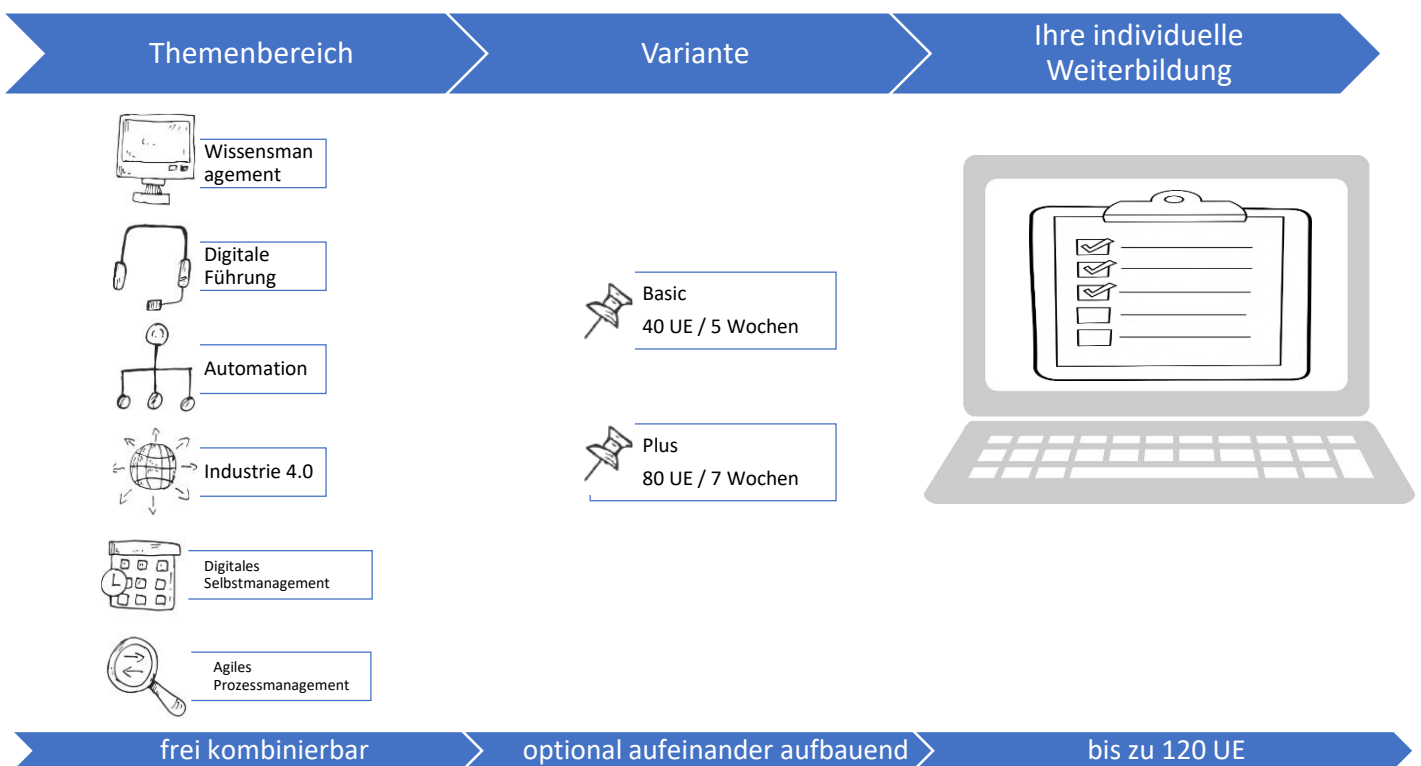 Themenbereich
Variante
Ihre individuelle
Weiterbildung
Wissensman
agement
Digitale
Führung
Automation
Industrie 4.0
Digitales
Selbstmanagement
Agiles
Prozessmanagement
Basic
40 UE / 5 Wochen
Plus
80 UE / 7 Wochen
frei kombinierbar
optional aufeinander aufbauend
bis zu 120 UE